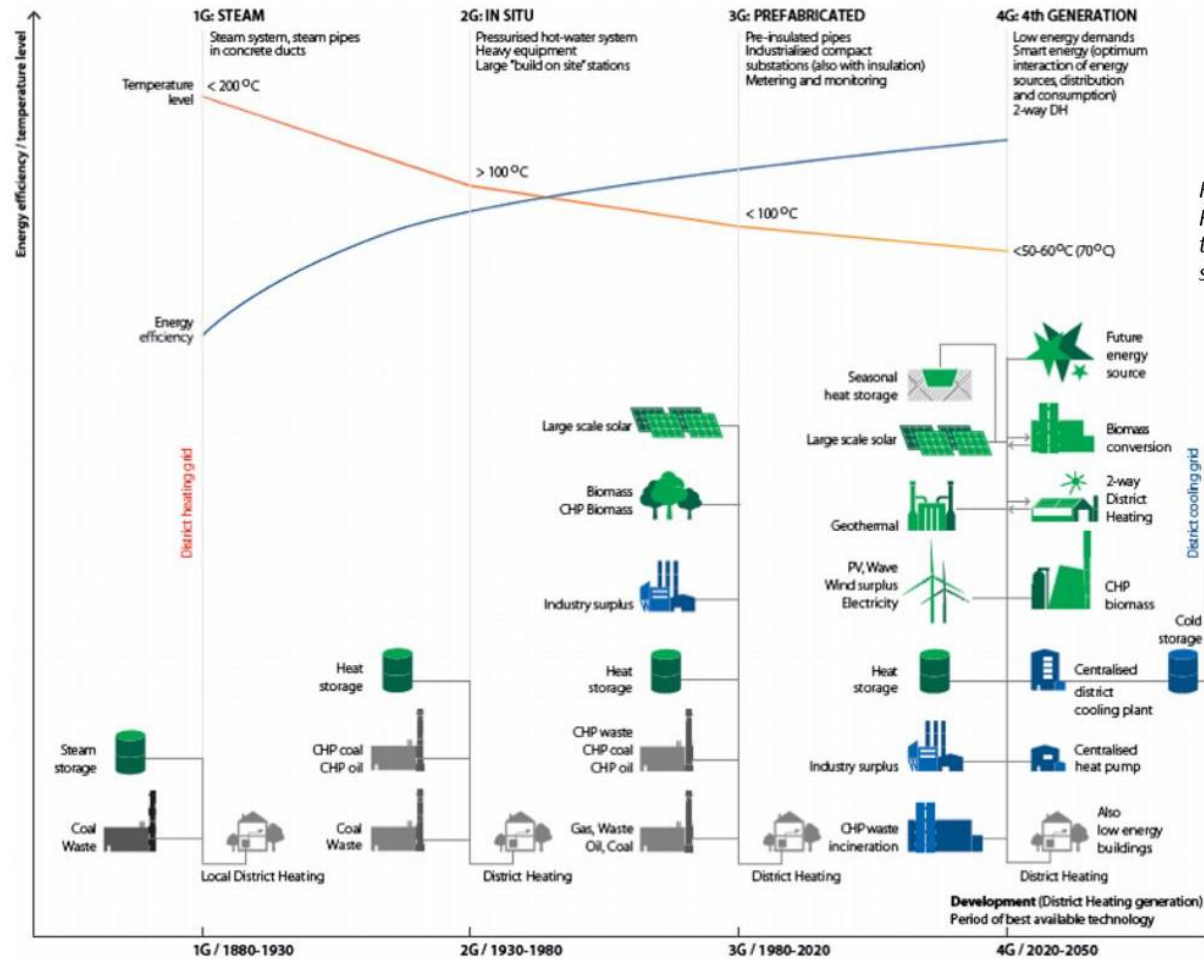 1G: STEAM
Steam system, steam pipes
in concrete ducts
2G: IN SITU
Pressurised hot-water system
Heavy equipment
Large "build on site" stations
3G: PREFABRICATED
Pre-insulated pipes
Industrialised compact
substations (also with insulation)
Metering and monitoring
4G: 4th GENERATION
Low energy demands
Smart energy (optimum
interaction of energy
sources, distribution
and consumption)
2-way DH
Energy efficiency / temperature level
Temperature
level
< 200 °C
> 100 °C
< 100 °C
<50-60°C (70°C)
Energy
efficiency
District heating grid
District cooling grid
Steam
storage
Coal
Waste
Local District Heating
Heat
storage
CHP coal
CHP oil
Coal
Waste
District Heating
Large scale solar
Biomass
CHP Biomass
Industry surplus
Heat
storage
CHP waste
CHP coal
CHP oil
Gas, Waste
Oil, Coal
District Heating
Seasonal
heat storage
Large scale solar
Geothermal
PV, Wave
Wind surplus
Electricity
Heat
storage
Industry surplus
CHP waste
incineration
Future
energy
source
Biomass
conversion
2-way
District
Heating
CHP
biomass
Cold
storage
Centralised
district
cooling plant
Centralised
heat pump
Also
low energy
buildings
District Heating
Development (District Heating generation)
Period of best available technology
1G / 1880-1930
2G / 1930-1980
3G / 1980-2020
4G / 2020-2050